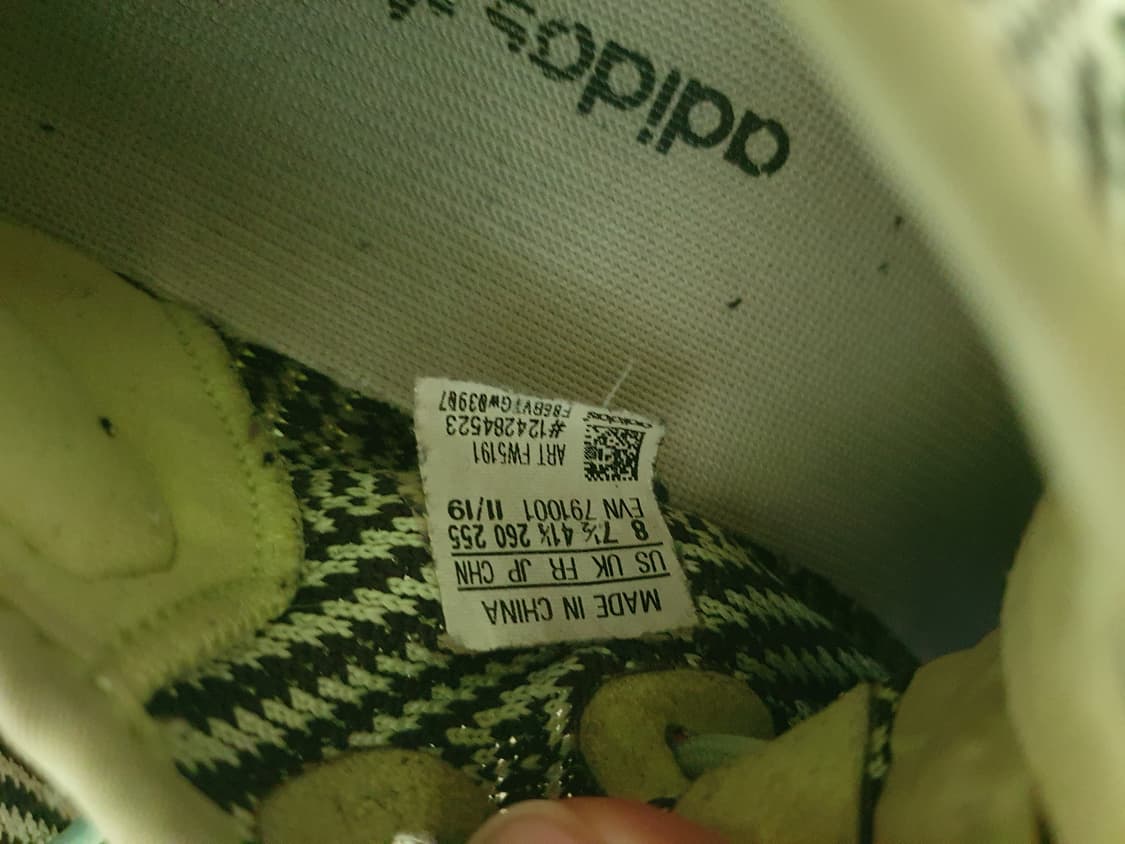 adidas
MADE IN CHINA
US UK FR JP CHN
8 7½ 41⅓ 260 255
EVN 791001 11/19
ART FW5191
#124284523
adidas